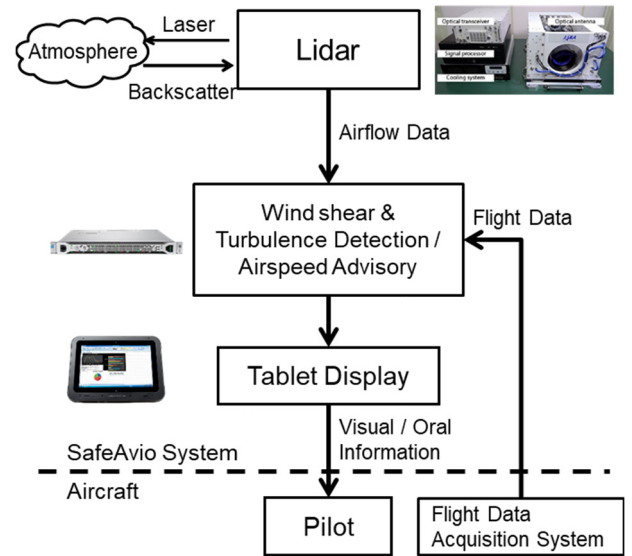 Laser
Atmosphere
Backscatter
Lidar
Optical transceiver
Optical antenna
Signal processor
Cooling system
Airflow Data
Wind shear &
Turbulence Detection /
Airspeed Advisory
Flight Data
Tablet Display
Visual / Oral
Information
SafeAvio System
Aircraft
Pilot
Flight Data
Acquisition System